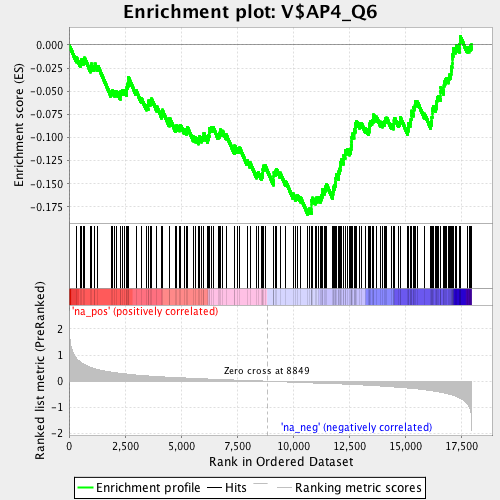 Enrichment plot: V$AP4_Q6
Enrichment score (ES)
0.000
-0.025
-0.050
-0.075
-0.100
-0.125
-0.150
-0.175
'na_pos' (positively correlated)
Ranked list metric (PreRanked)
2
1
0
-1
-2
Zero cross at 8849
'na_neg' (negatively correlated)
0
2,500
5,000
7,500
10,000
12,500
15,000
17,500
Rank in Ordered Dataset
Enrichment profile
Hits
Ranking metric scores